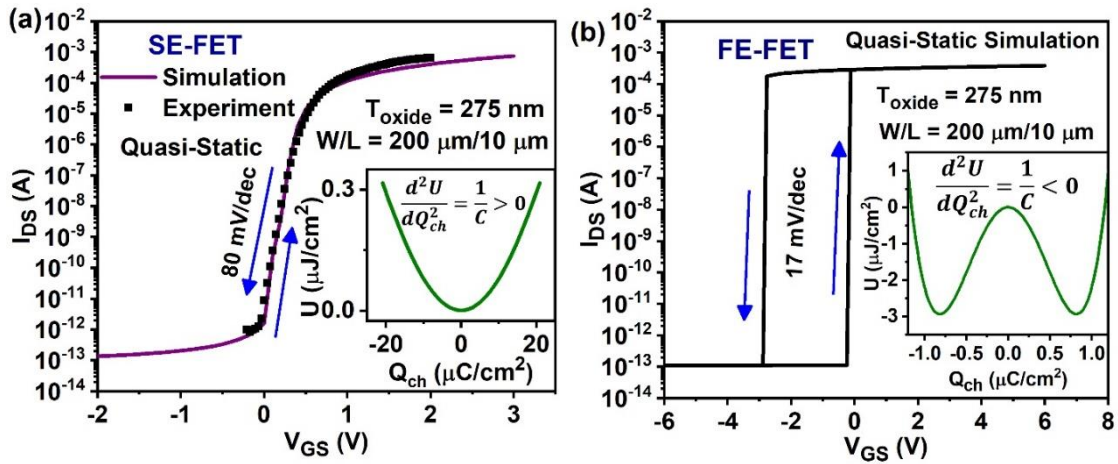 (a)
SE-FET
Simulation
Experiment
Quasi-Static
T_oxide = 275 nm
W/L = 200 μm/10 μm
80 mV/dec
I_DS (A)
10^-2
10^-3
10^-4
10^-5
10^-6
10^-7
10^-8
10^-9
10^-10
10^-11
10^-12
10^-13
10^-14
-2 -1 0 1 2 3
V_GS (V)
d²U/dQ_ch² = 1/C > 0
U (μJ/cm²)
0.3
0.0
-20 0 20
Q_ch (μC/cm²)
(b)
FE-FET
Quasi-Static Simulation
T_oxide = 275 nm
W/L = 200 μm/10 μm
17 mV/dec
I_DS (A)
10^-2
10^-3
10^-4
10^-5
10^-6
10^-7
10^-8
10^-9
10^-10
10^-11
10^-12
10^-13
10^-14
-6 -4 -2 0 2 4 6 8
V_GS (V)
d²U/dQ_ch² = 1/C < 0
U (μJ/cm²)
1
0
-1
-2
-3
-1.0 -0.5 0.0 0.5 1.0
Q_ch (μC/cm²)